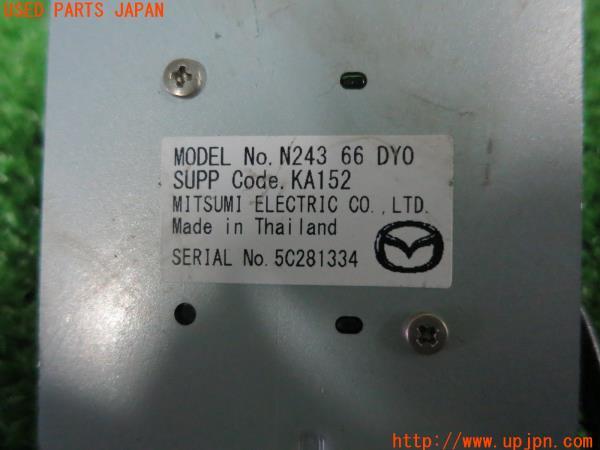 USED PARTS JAPAN
MODEL No. N243 66 DYO
SUPP Code. KA152
MITSUMI ELECTRIC CO., LTD.
Made in Thailand
SERIAL No. 5C281334
http://www.upjpn.com/